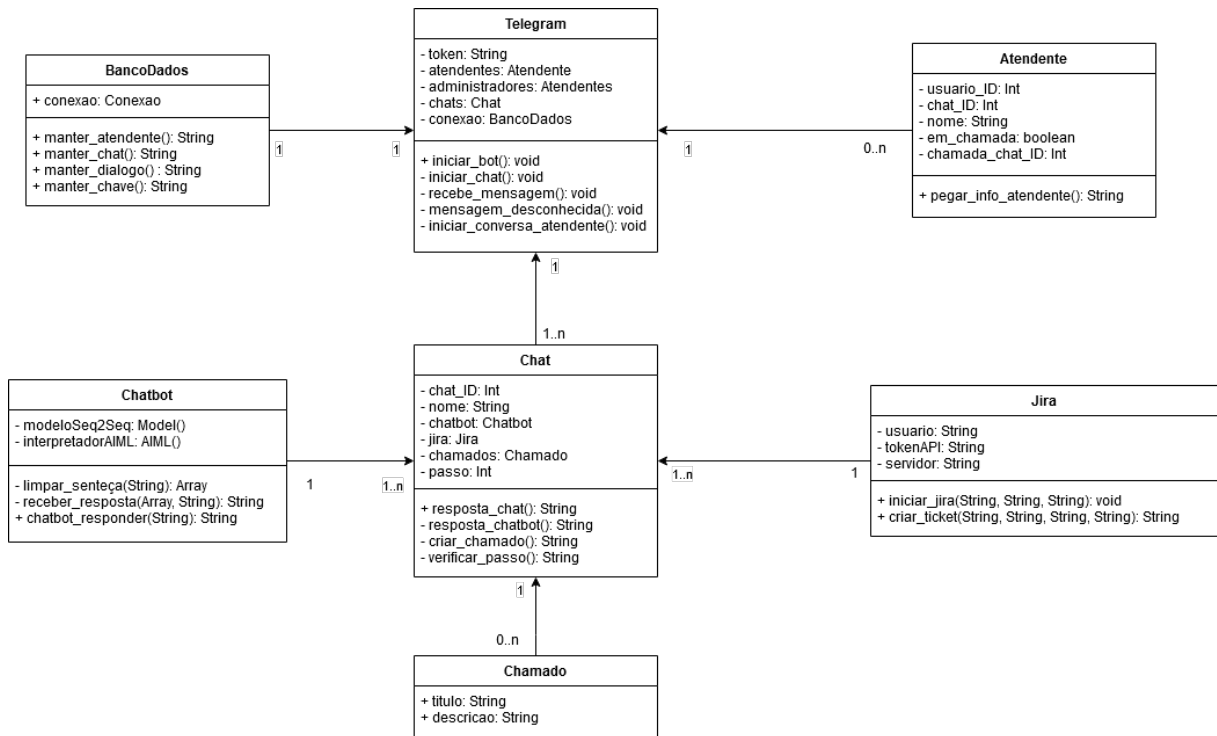 Telegram
- token: String
- atendentes: Atendente
- administradores: Atendentes
- chats: Chat
- conexao: BancoDados
+ iniciar_bot(): void
- iniciar_chat(): void
- recebe_mensagem(): void
- mensagem_desconhecida(): void
- iniciar_conversa_atendente(): void
BancoDados
+ conexao: Conexao
+ manter_atendente(): String
+ manter_chat(): String
+ manter_dialogo() : String
+ manter_chave(): String
1
1
Atendente
- usuario_ID: Int
- chat_ID: Int
- nome: String
- em_chamada: boolean
- chamada_chat_ID: Int
+ pegar_info_atendente(): String
1
0..n
1
1..n
Chat
- chat_ID: Int
- nome: String
- chatbot: Chatbot
- jira: Jira
- chamados: Chamado
- passo: Int
+ resposta_chat(): String
- resposta_chatbot(): String
- criar_chamado(): String
- verificar_passo(): String
Chatbot
- modeloSeq2Seq: Model()
- interpretadorAIML: AIML()
- limpar_senteça(String): Array
- receber_resposta(Array, String): String
+ chatbot_responder(String): String
1
1..n
Jira
- usuario: String
- tokenAPI: String
- servidor: String
+ iniciar_jira(String, String, String): void
+ criar_ticket(String, String, String, String): String
1..n
1
1
0..n
Chamado
+ titulo: String
+ descricao: String